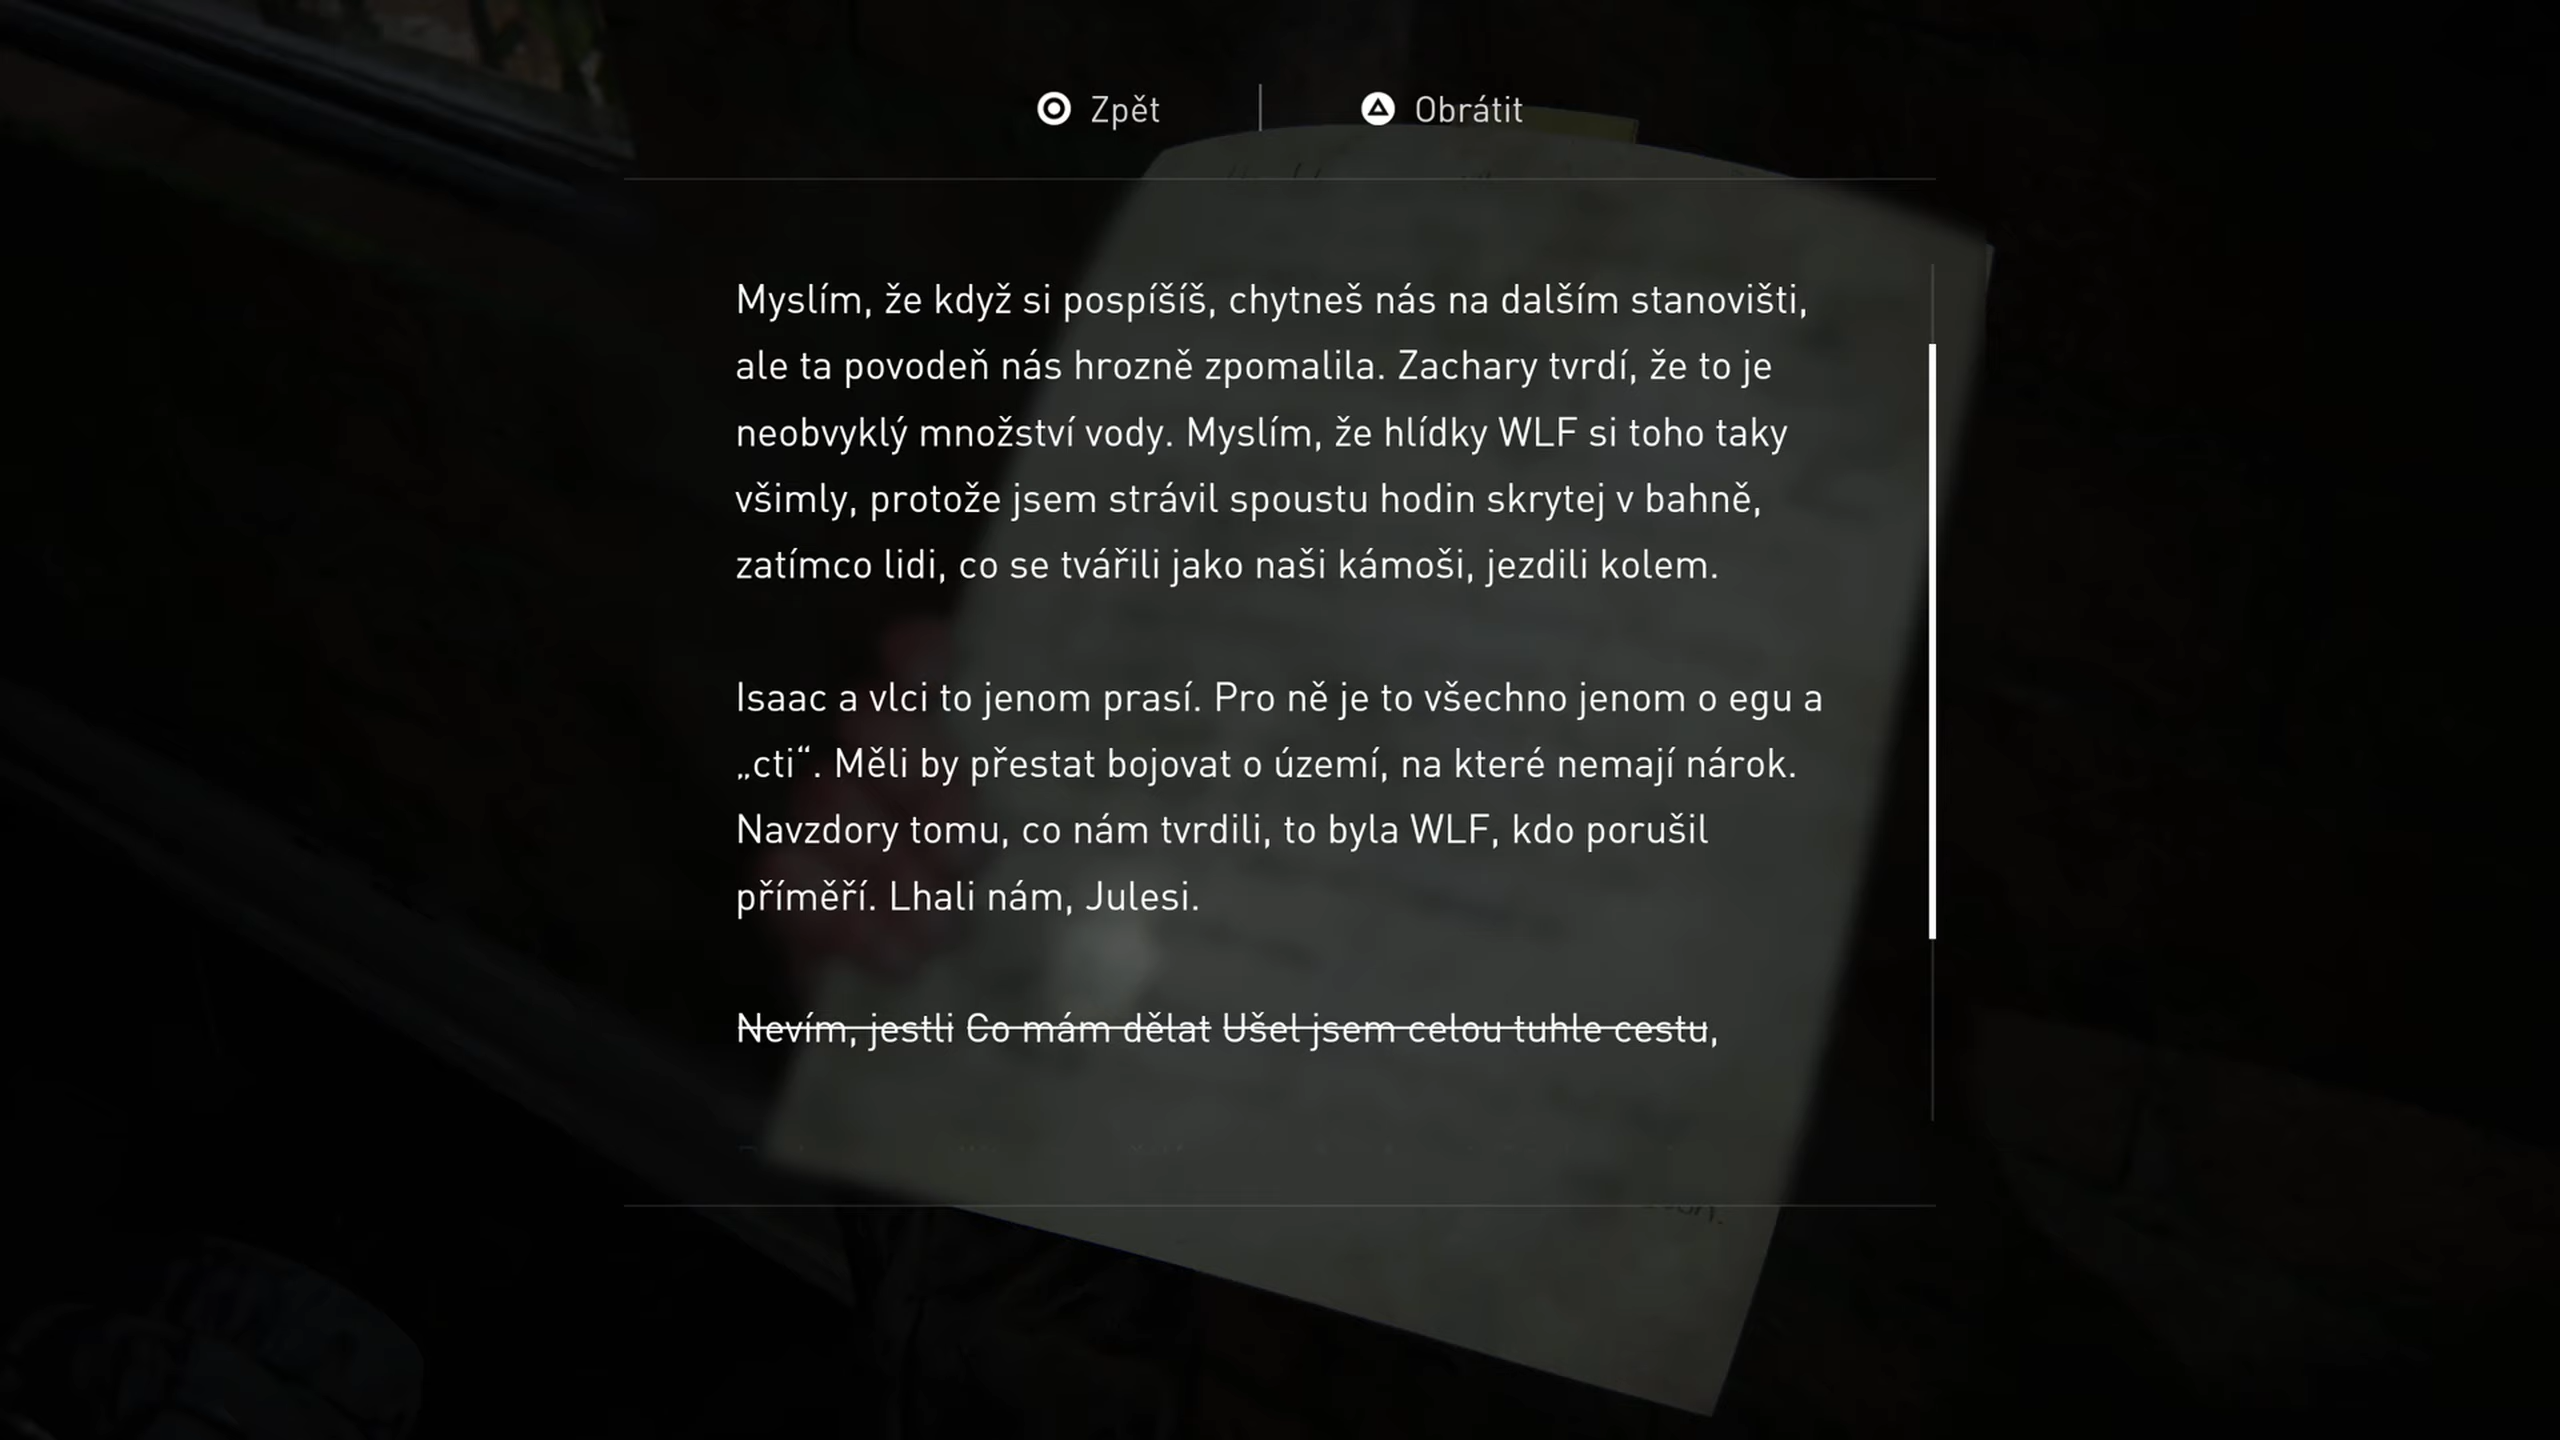 Zpět
Obrátit
Myslím, že když si pospíšíš, chytneš nás na dalším stanovišti,
ale ta povodeň nás hrozně zpomalila. Zachary tvrdí, že to je
neobvyklý množství vody. Myslím, že hlídky WLF si toho taky
všimly, protože jsem strávil spoustu hodin skrytej v bahně,
zatímco lidi, co se tvářili jako naši kámoši, jezdili kolem.
Isaac a vlci to jenom prasí. Pro ně je to všechno jenom o egu a
„cti“. Měli by přestat bojovat o území, na které nemají nárok.
Navzdory tomu, co nám tvrdili, to byla WLF, kdo porušil
příměří. Lhali nám, Julesi.
Nevím, jestli Co mám dělat Ušel jsem celou tuhle cestu,